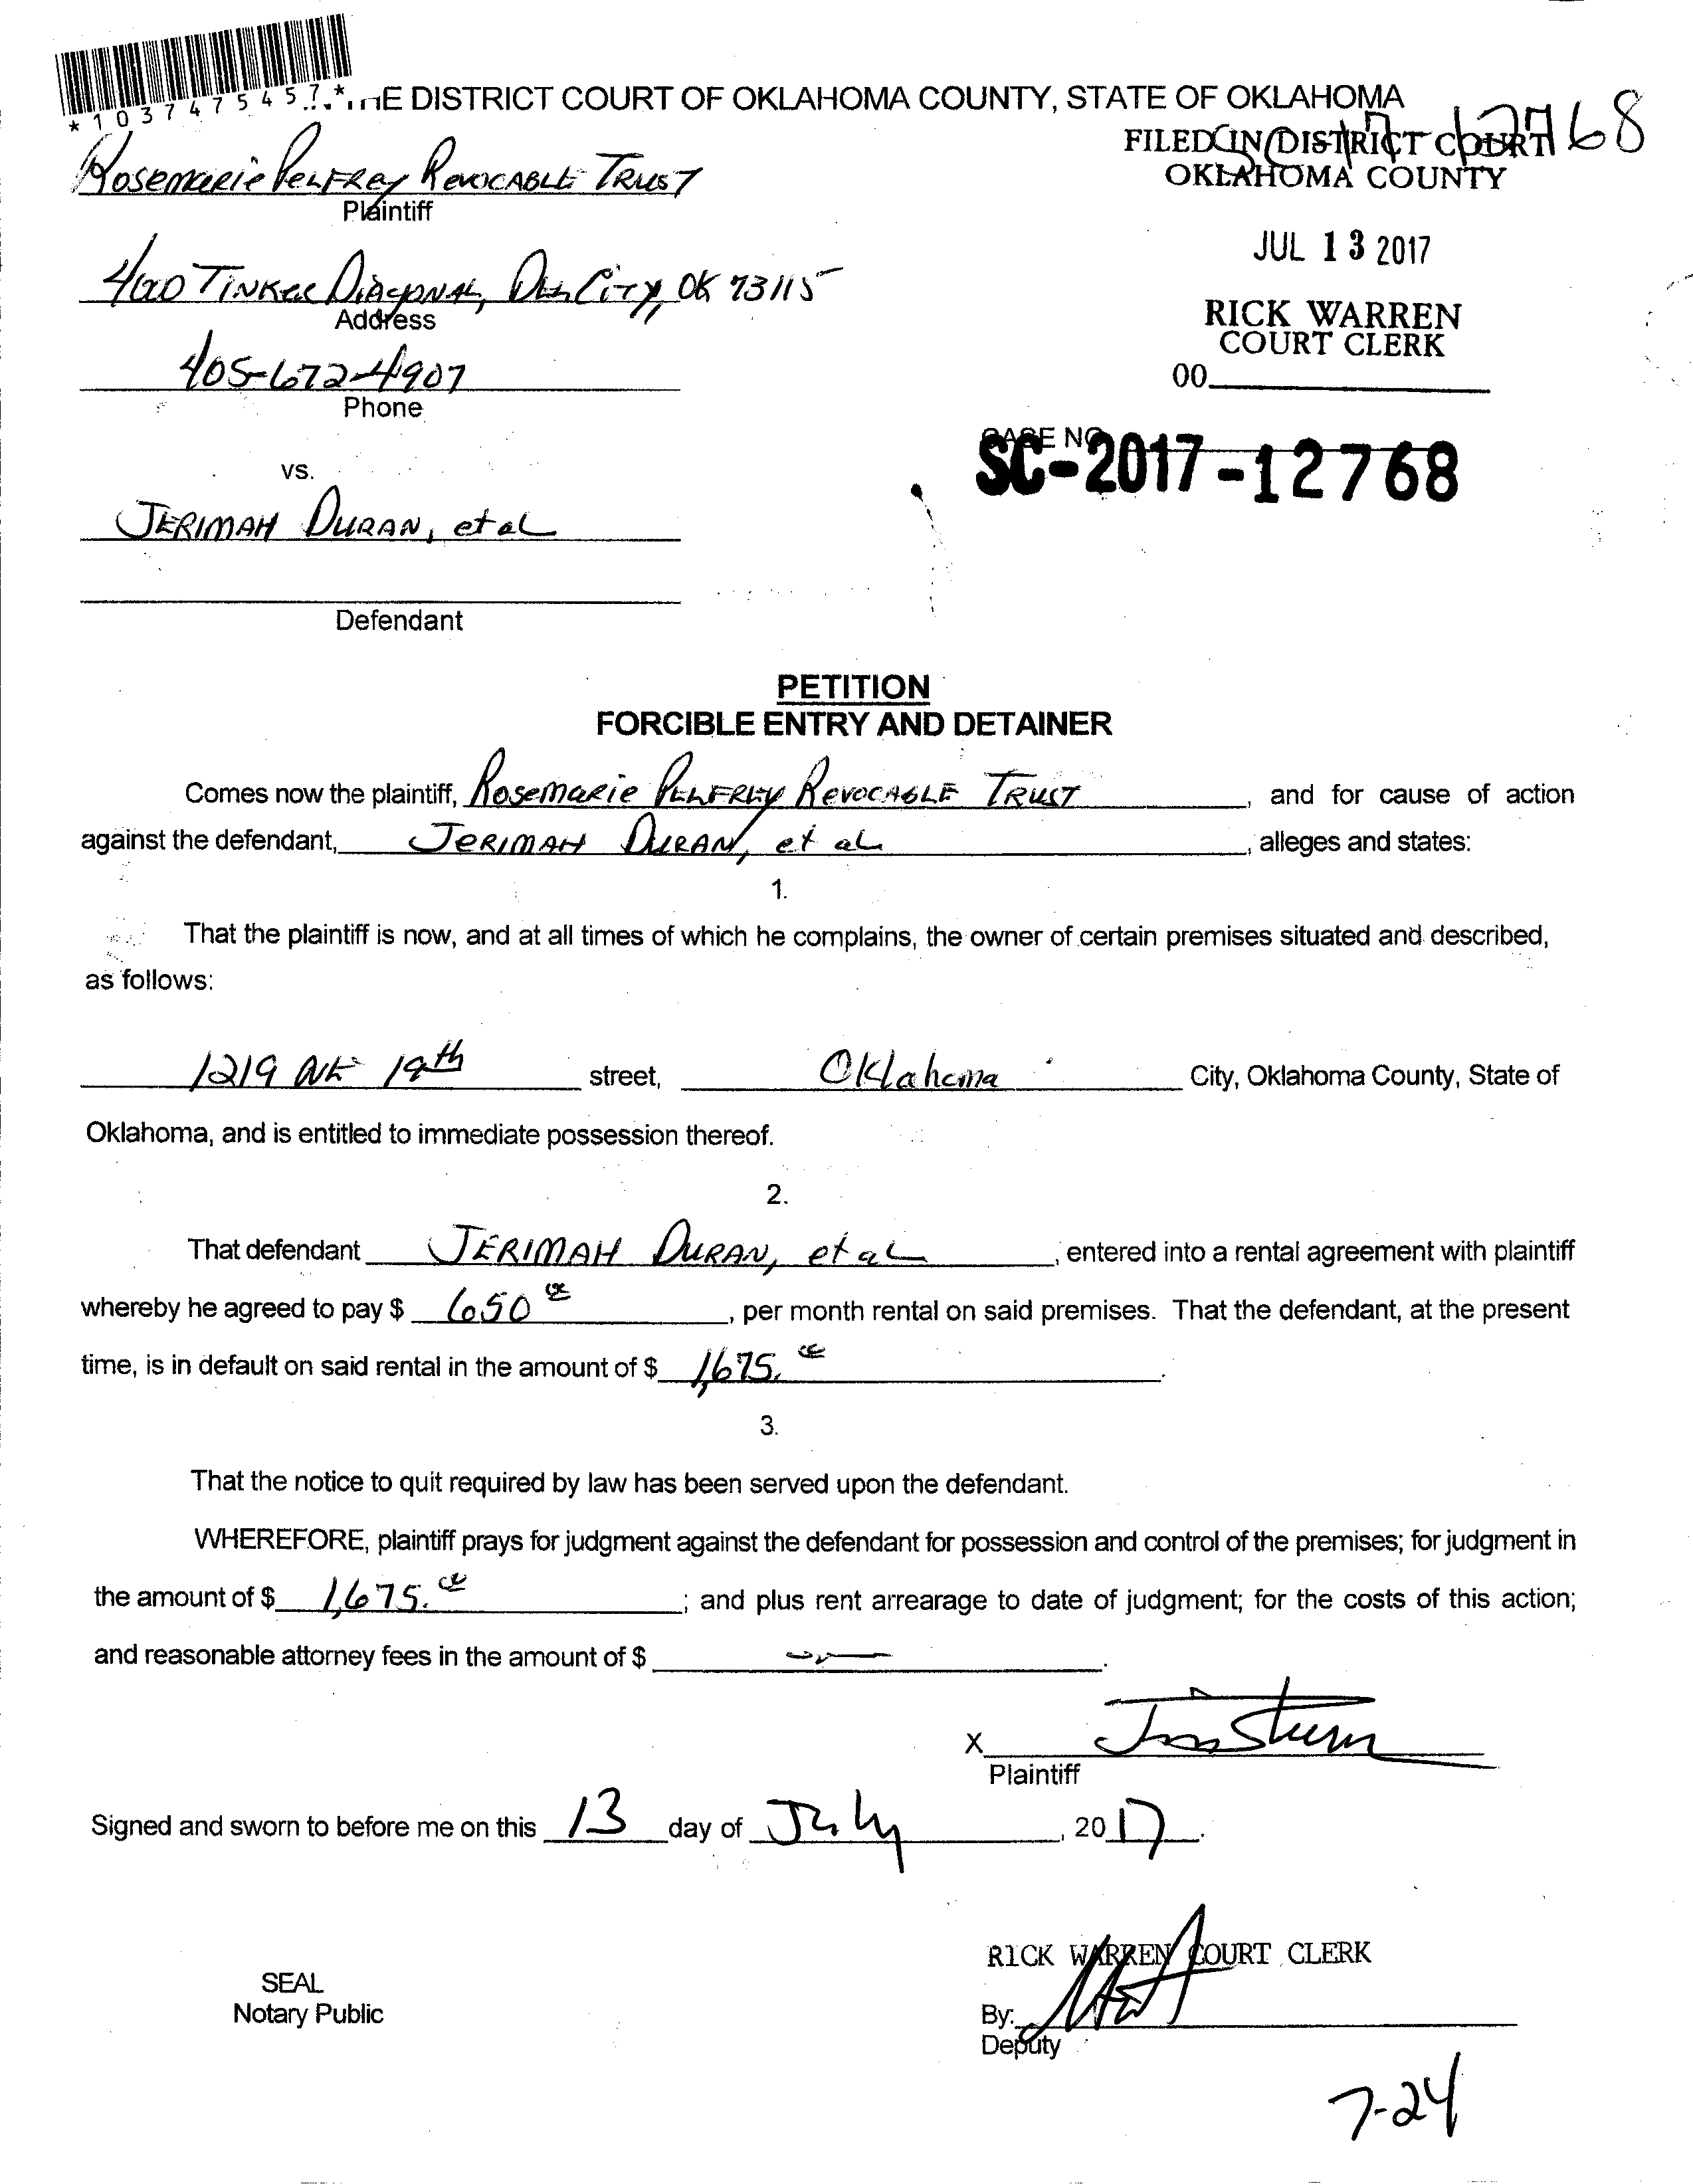 *1037475457*
HE DISTRICT COURT OF OKLAHOMA COUNTY, STATE OF OKLAHOMA
FILED IN DISTRICT COURT
OKLAHOMA COUNTY
Rosemarie Pelfrey Revocable Trust
Plaintiff
JUL 13 2017
Tinker Diagonal, Del City, OK 73115
Address
RICK WARREN
COURT CLERK
405-672-4907
Phone
00
CASE NO.
SC-2017-12768
vs.
JERIMAH DURAN, et al
Defendant
PETITION
FORCIBLE ENTRY AND DETAINER
Comes now the plaintiff, Rosemarie Pelfrey Revocable Trust, and for cause of action
against the defendant, Jerimah Duran, et al, alleges and states:
1.
That the plaintiff is now, and at all times of which he complains, the owner of certain premises situated and described,
as follows:
1219 NE 19th street, Oklahoma City, Oklahoma County, State of
Oklahoma, and is entitled to immediate possession thereof.
2.
That defendant JERIMAH DURAN, et al, entered into a rental agreement with plaintiff
whereby he agreed to pay $ 650 00, per month rental on said premises. That the defendant, at the present
time, is in default on said rental in the amount of $ 1,675. 00.
3.
That the notice to quit required by law has been served upon the defendant.
WHEREFORE, plaintiff prays for judgment against the defendant for possession and control of the premises; for judgment in
the amount of $ 1,675. 00; and plus rent arrearage to date of judgment; for the costs of this action;
and reasonable attorney fees in the amount of $
X
Plaintiff
Signed and sworn to before me on this 13 day of July, 2017.
RICK WARREN COURT CLERK
SEAL
Notary Public
By:
Deputy
7-24